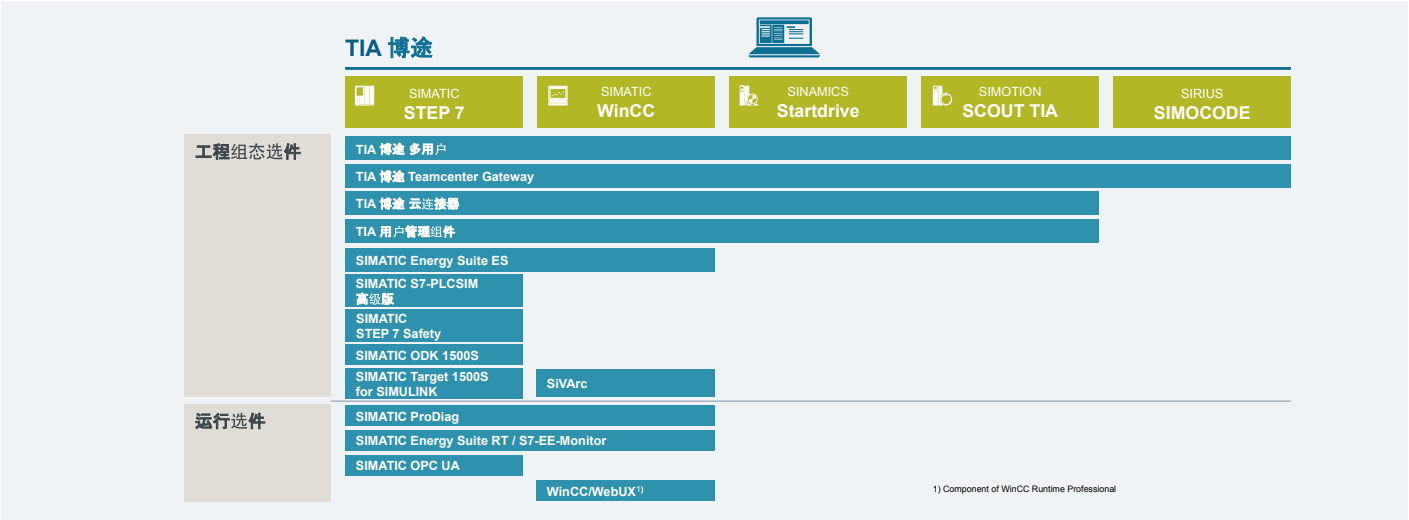 TIA 博途
SIMATIC
STEP 7
SIMATIC
WinCC
SINAMICS
Startdrive
SIMOTION
SCOUT TIA
SIRIUS
SIMOCODE
工程组态选件
TIA 博途 多用户
TIA 博途 Teamcenter Gateway
TIA 博途 云连接器
TIA 用户管理组件
SIMATIC Energy Suite ES
SIMATIC S7-PLCSIM
高级版
SIMATIC
STEP 7 Safety
SIMATIC ODK 1500S
SIMATIC Target 1500S
for SIMULINK
SiVArc
运行选件
SIMATIC ProDiag
SIMATIC Energy Suite RT / S7-EE-Monitor
SIMATIC OPC UA
WinCC/WebUX1)
1) Component of WinCC Runtime Professional